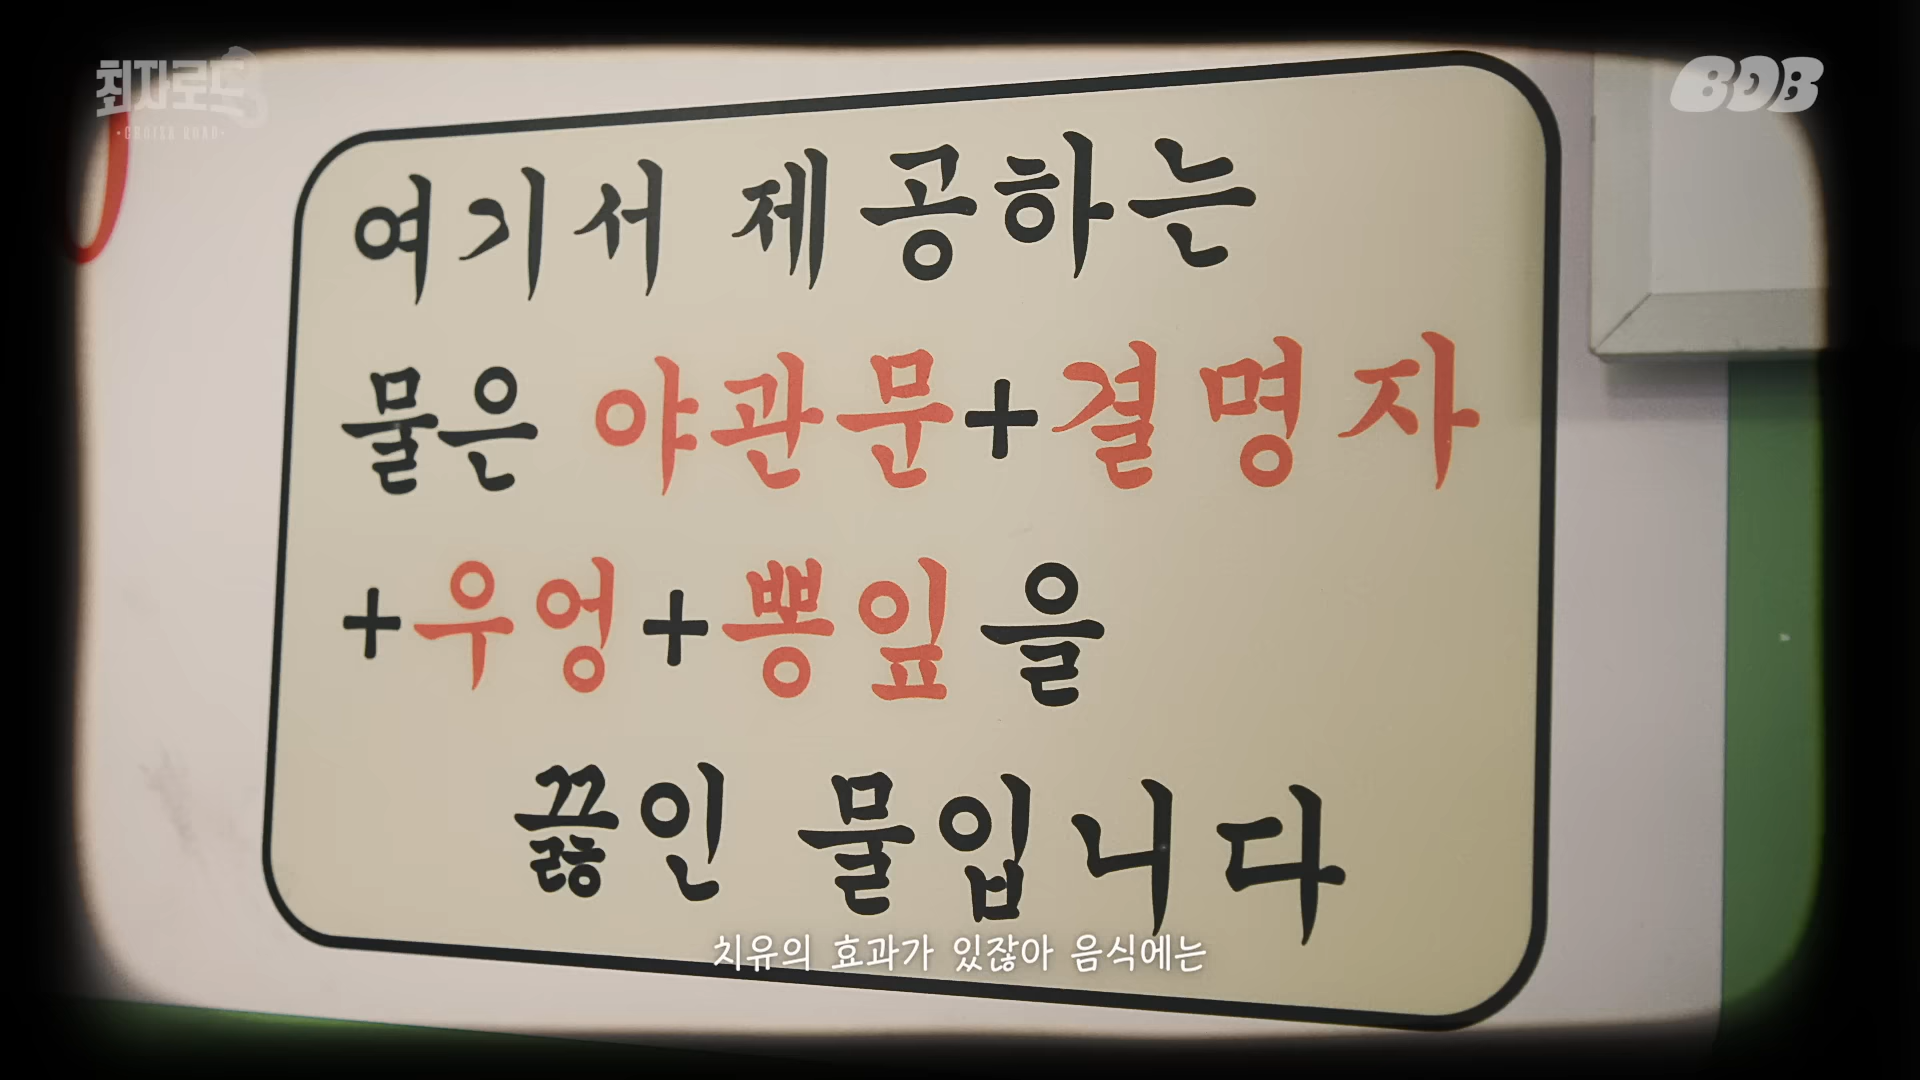 최자로드
CHOIZA ROAD
BDB
여기서 제공하는
물은 야관문+결명자
+우엉+뽕잎을
끓인 물입니다
치유의 효과가 있잖아 음식에는